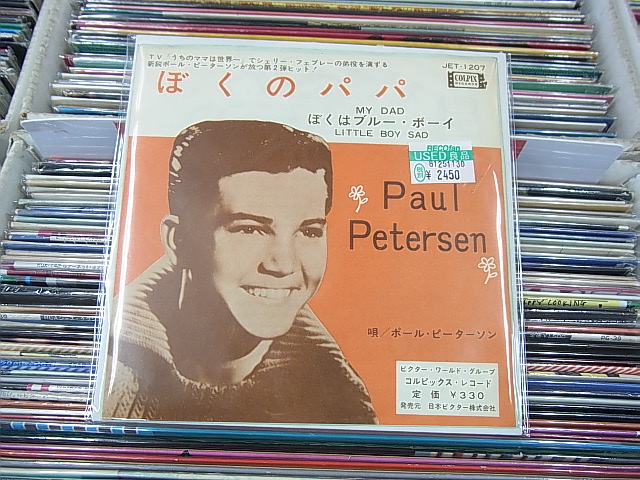 TV「うちのママは世界一」でシェリー・フェブレーの弟役を演ずる
新鋭ポール・ピーターソンが放つ第2弾ヒット!
JET-1207
COLPIX
RECORDS
ぼくのパパ
MY DAD
ぼくはブルー・ボーイ
LITTLE BOY SAD
RECOfan
USED良品
61251130
¥ 2450
Paul
Petersen
唄/ポール・ピーターソン
ビクター・ワールド・グループ
コルピックス・レコード
定価 ¥330
発売元 日本ビクター株式会社